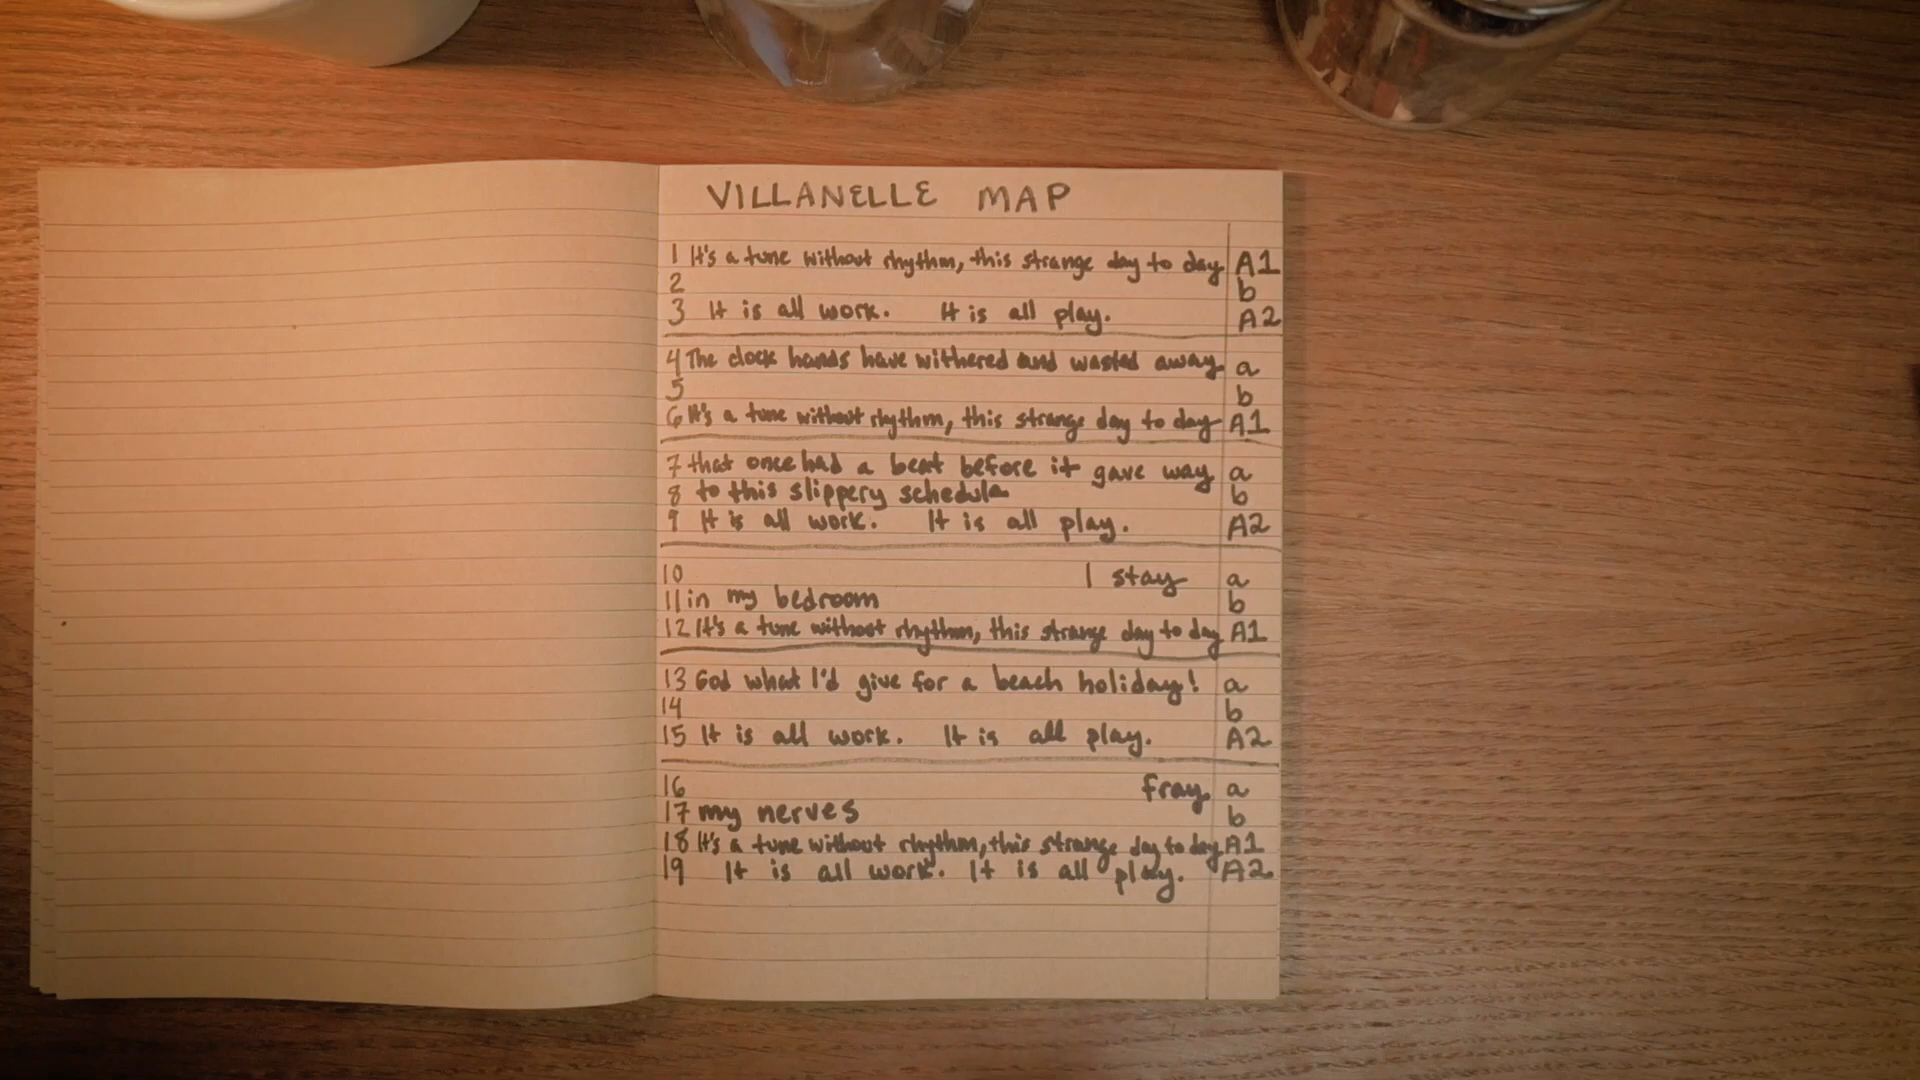 VILLANELLE MAP
1 It's a tune without rhythm, this strange day to day A1
2 b
3 It is all work. It is all play. A2
4 The clock hands have withered and wasted away a
5 b
6 It's a tune without rhythm, this strange day to day A1
7 that once had a beat before it gave way a
8 to this slippery schedule b
9 It is all work. It is all play. A2
10 I stay a
11 in my bedroom b
12 It's a tune without rhythm, this strange day to day A1
13 God what I'd give for a beach holiday! a
14 b
15 It is all work. It is all play. A2
16 fray a
17 my nerves b
18 It's a tune without rhythm, this strange day to day A1
19 It is all work. It is all play. A2